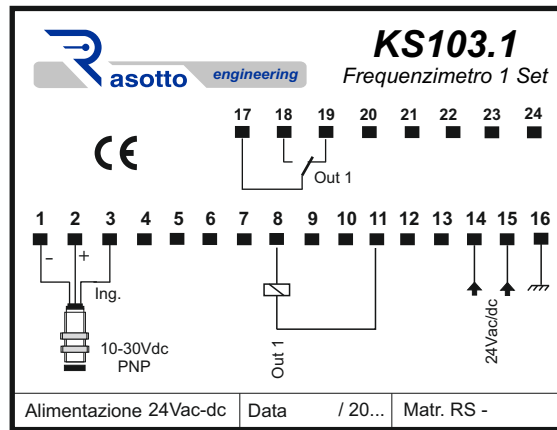 KS103.1
Rasotto engineering
Frequenzimetro 1 Set
17 18 19 20 21 22 23 24
CE
Out 1
1 2 3 4 5 6 7 8 9 10 11 12 13 14 15 16
- +
Ing.
10-30Vdc
PNP
Out 1
24Vac/dc
Alimentazione 24Vac-dc Data / 20... Matr. RS -